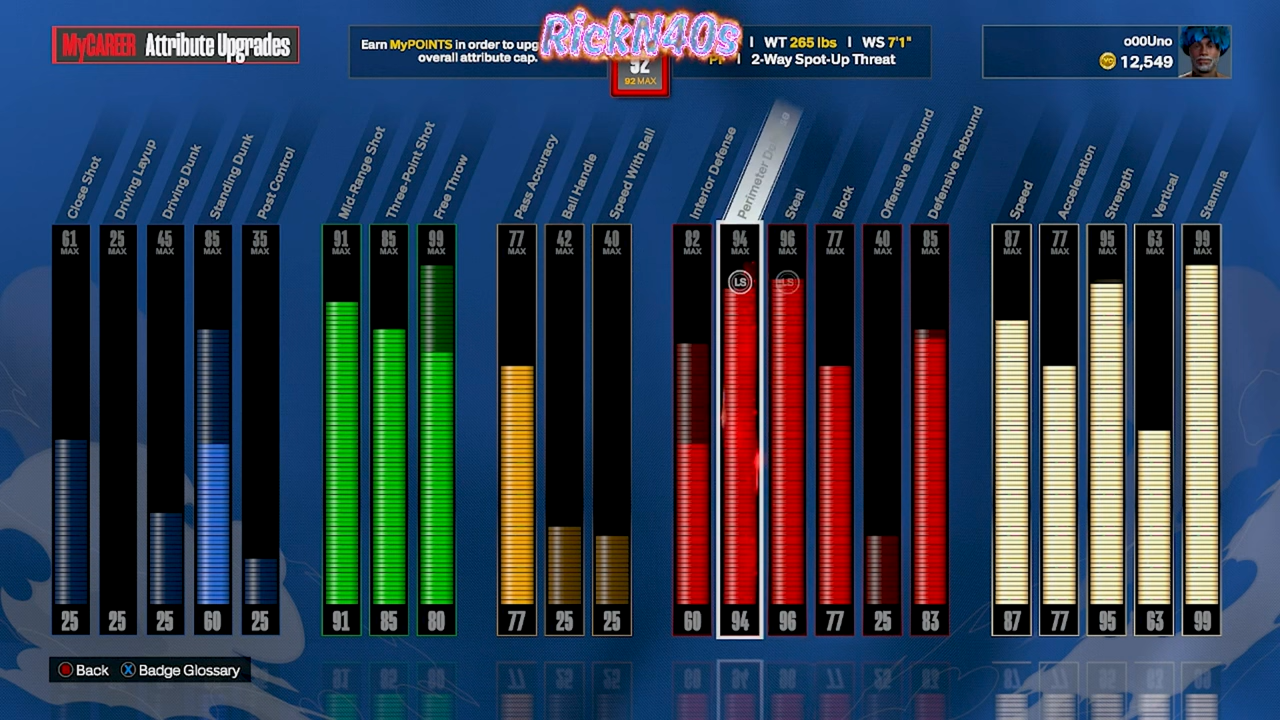 MyCAREER Attribute Upgrades
Earn MyPOINTS in order to upg
overall attribute cap.
RickN40s
92
92 MAX
| WT 265 lbs | WS 7'1"
| 2-Way Spot-Up Threat
o00Uno
VC 12,549
Close Shot
Driving Layup
Driving Dunk
Standing Dunk
Post Control
Mid-Range Shot
Three-Point Shot
Free Throw
Pass Accuracy
Ball Handle
Speed With Ball
Interior Defense
Perimeter De
Steal
Block
Offensive Rebound
Defensive Rebound
Speed
Acceleration
Strength
Vertical
Stamina
61 25 45 85 35 91 85 99 77 42 40 82 94 96 77 40 85 87 77 95 63 99
MAX MAX MAX MAX MAX MAX MAX MAX MAX MAX MAX MAX MAX MAX MAX MAX MAX MAX MAX MAX MAX MAX
LS LS
25 25 25 60 25 91 85 80 77 25 25 60 94 96 77 25 83 87 77 95 63 99
Back X Badge Glossary